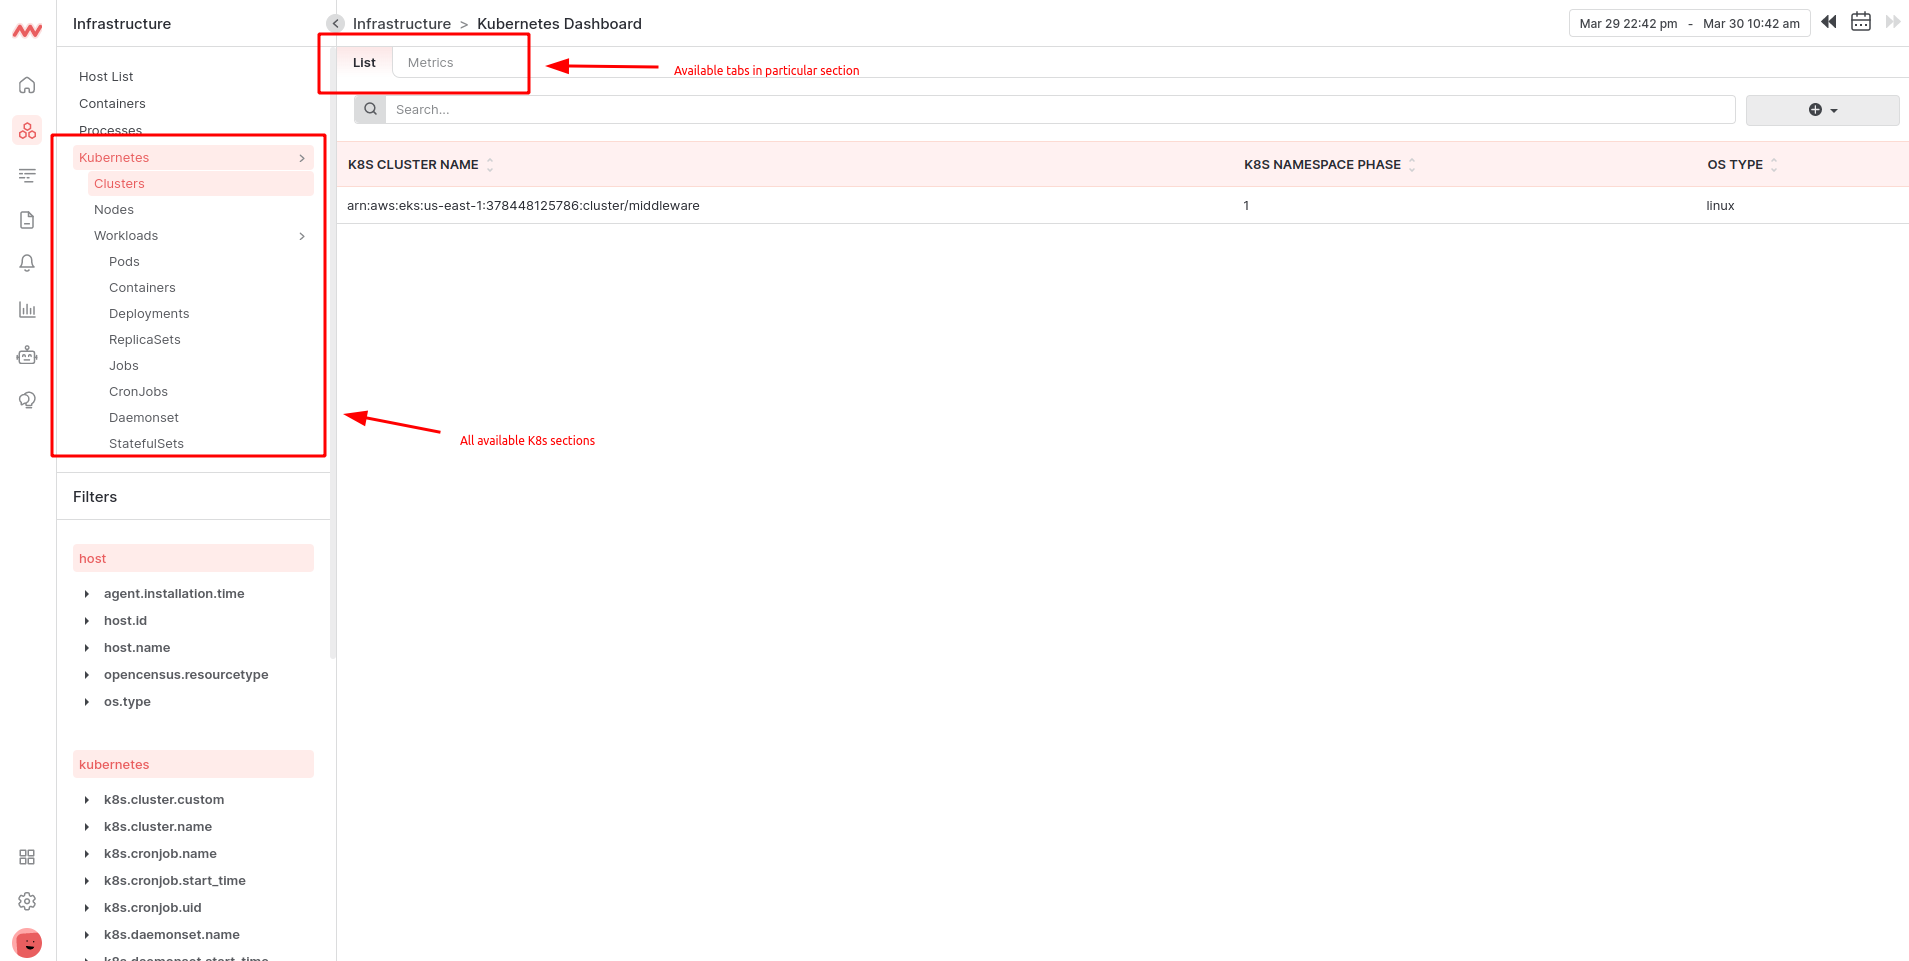 Infrastructure
Infrastructure > Kubernetes Dashboard
Mar 29 22:42 pm - Mar 30 10:42 am
List
Metrics
Available tabs in particular section
Search...
Host List
Containers
Processes
Kubernetes
Clusters
Nodes
Workloads
Pods
Containers
Deployments
ReplicaSets
Jobs
CronJobs
Daemonset
StatefulSets
K8S CLUSTER NAME
K8S NAMESPACE PHASE
OS TYPE
arn:aws:eks:us-east-1:378448125786:cluster/middleware
1
linux
All available K8s sections
Filters
host
agent.installation.time
host.id
host.name
opencensus.resourcetype
os.type
kubernetes
k8s.cluster.custom
k8s.cluster.name
k8s.cronjob.name
k8s.cronjob.start_time
k8s.cronjob.uid
k8s.daemonset.name
k8s.daemonset.start_time